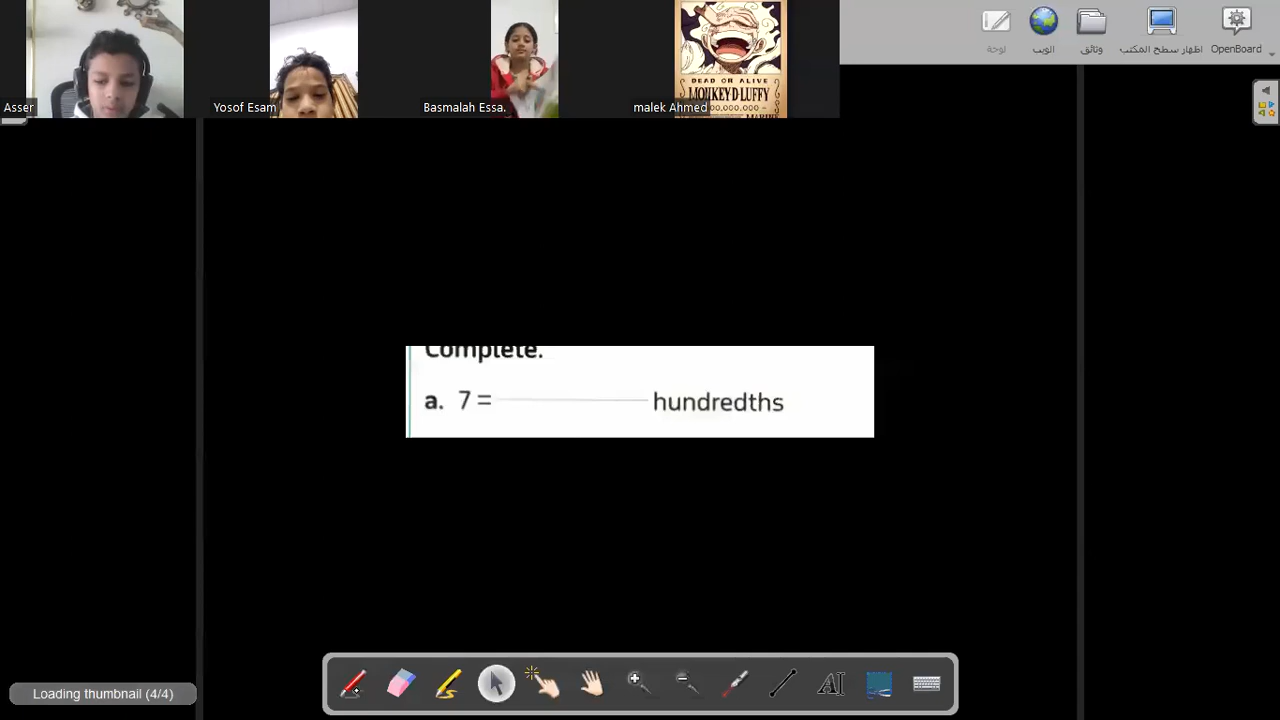 Asser
Yosof Esam
Basmalah Essa.
malek Ahmed
DEAD OR ALIVE
MONKEY D LUFFY
لوحة
الويب
وثائق
اظهار سطح المكتب
OpenBoard
Complete.
a. 7 = hundredths
Loading thumbnail (4/4)
AI